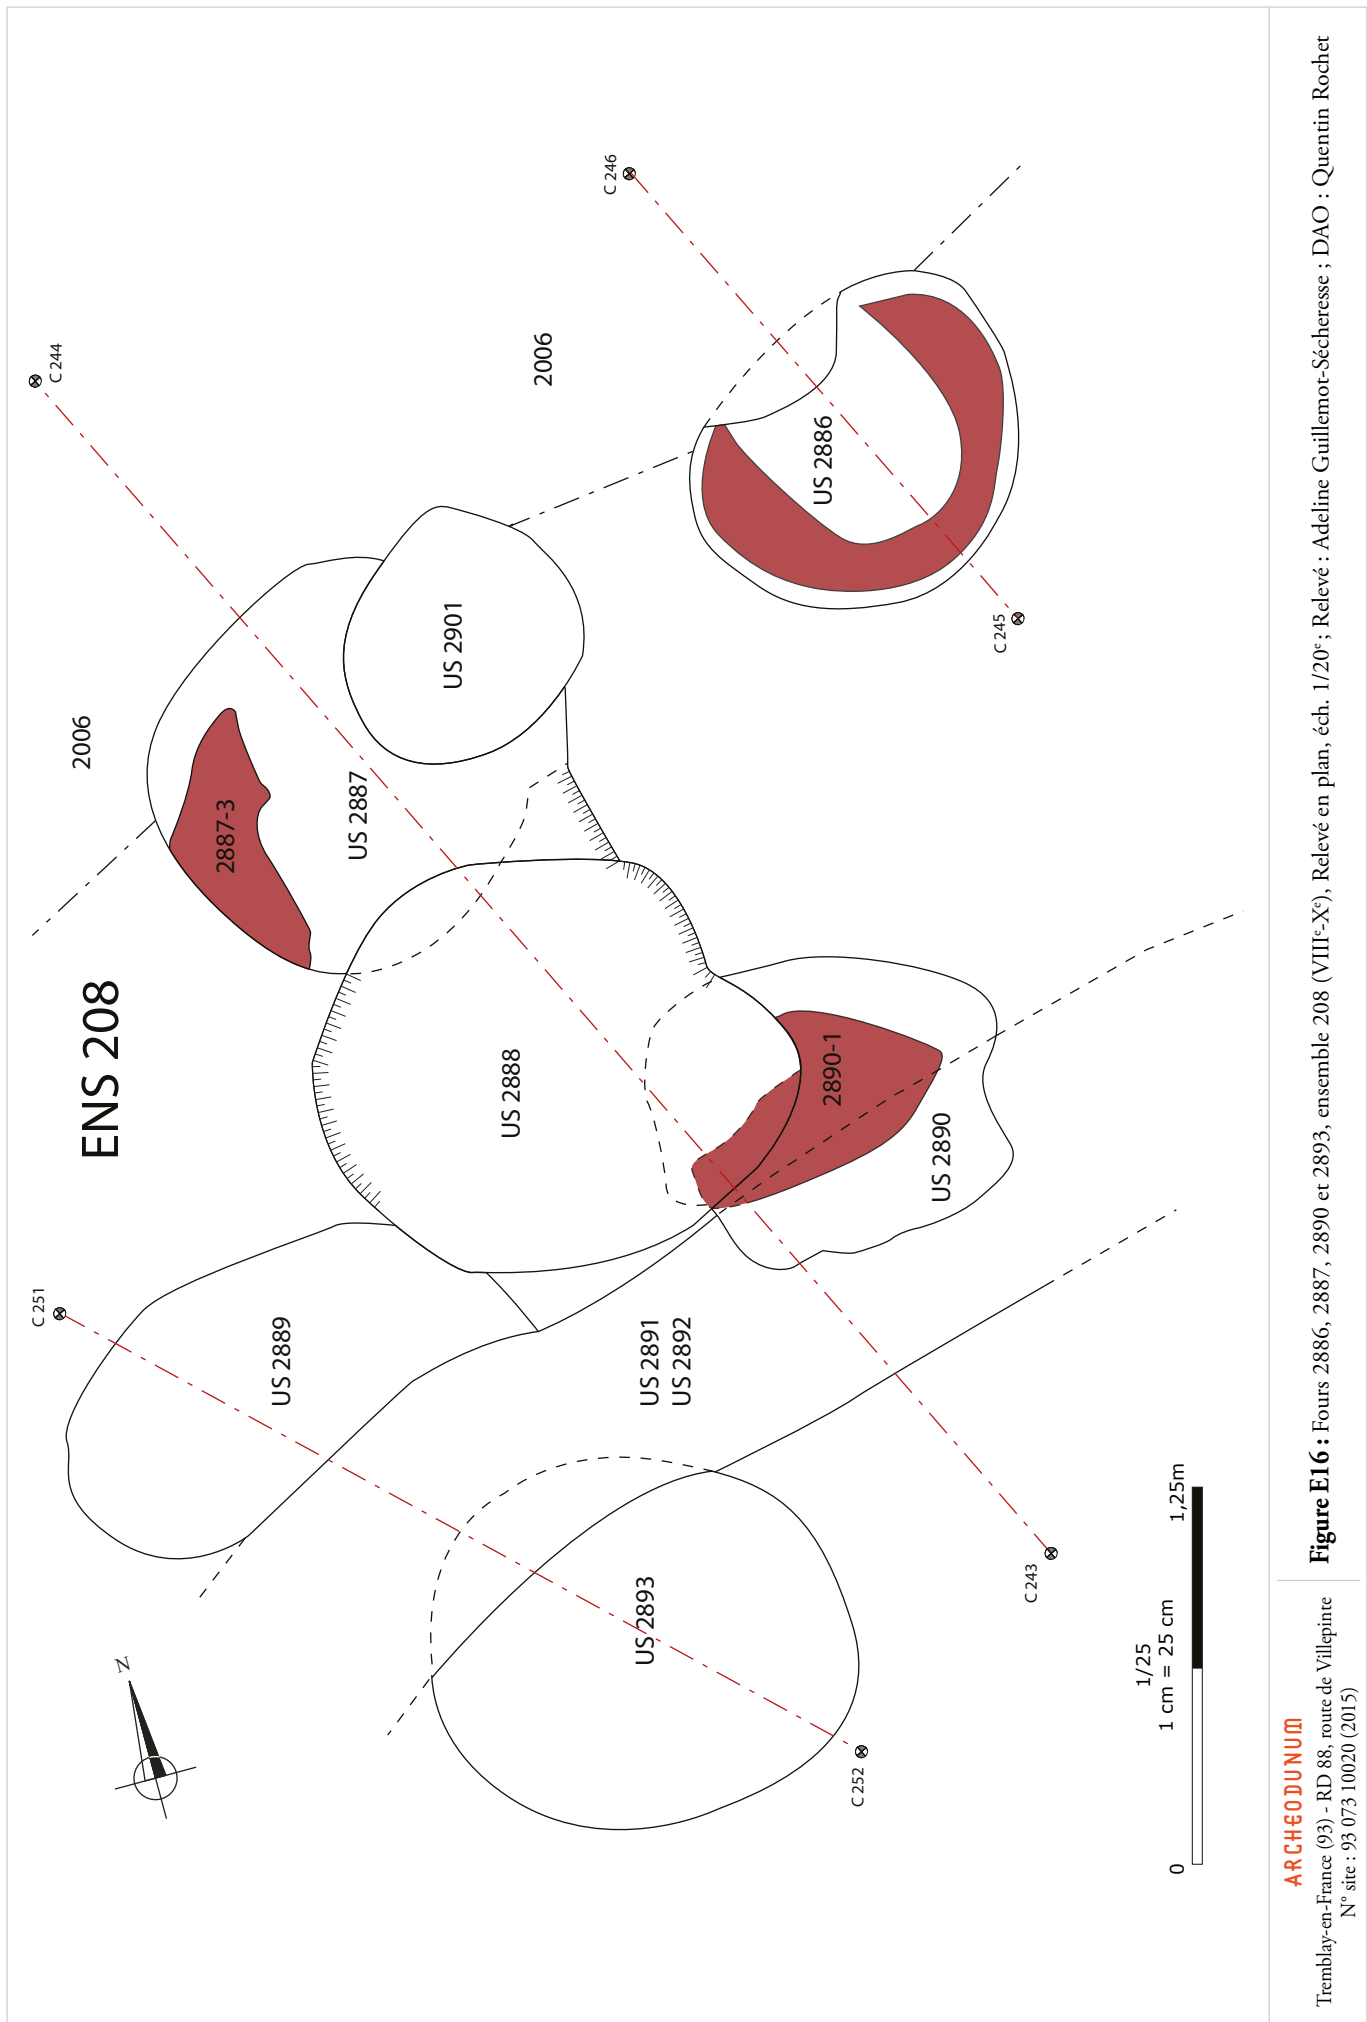 ENS 208
C 251
C 244
2006
2887-3
US 2887
US 2901
US 2889
US 2888
2006
C 246
US 2886
C 245
US 2891
US 2892
2890-1
US 2890
US 2893
C 252
C 243
N
1/25
1 cm = 25 cm
0
1,25m
ARCHEODUNUM
Tremblay-en-France (93) - RD 88, route de Villepinte
N° site : 93 073 10020 (2015)
Figure E16 : Fours 2886, 2887, 2890 et 2893, ensemble 208 (VIIIᵉ-Xᵉ), Relevé en plan, éch. 1/20ᵉ ; Relevé : Adeline Guillemot-Sécheresse ; DAO : Quentin Rochet